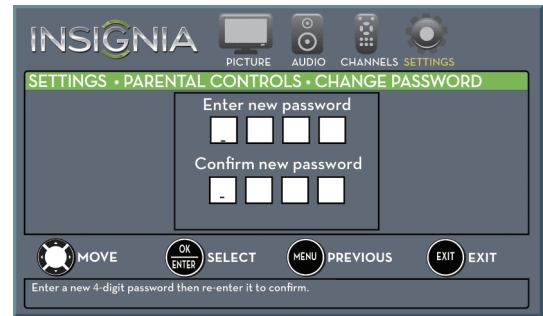 INSIGNIA
PICTURE AUDIO CHANNELS SETTINGS
SETTINGS • PARENTAL CONTROLS • CHANGE PASSWORD
Enter new password
Confirm new password
MOVE OK ENTER SELECT MENU PREVIOUS EXIT EXIT
Enter a new 4-digit password then re-enter it to confirm.